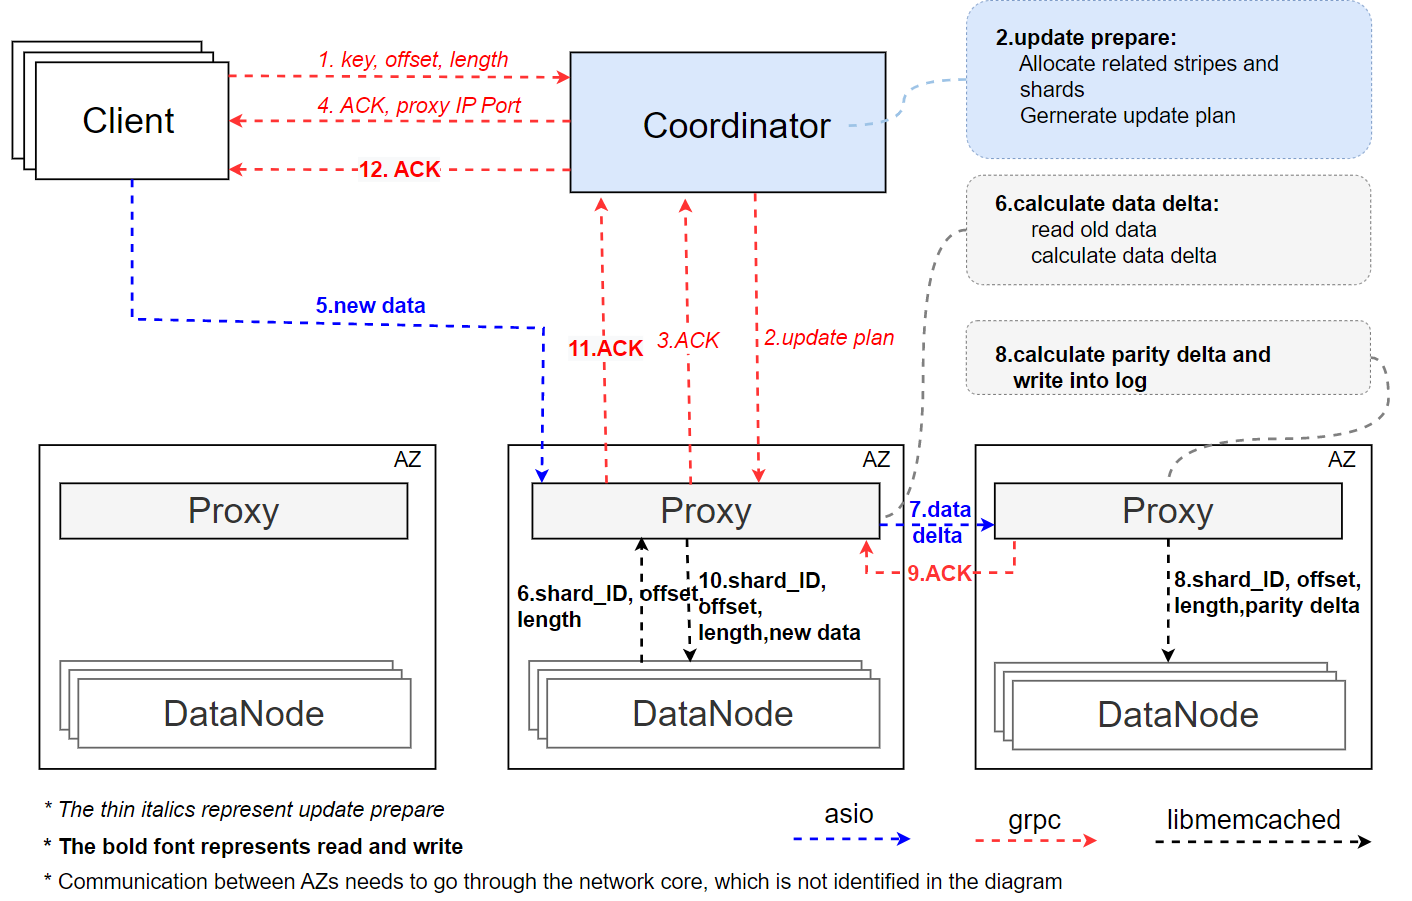 Client
1. key, offset, length
4. ACK, proxy IP Port
12. ACK
Coordinator
2.update prepare:
Allocate related stripes and
shards
Gernerate update plan
6.calculate data delta:
read old data
calculate data delta
8.calculate parity delta and
write into log
5.new data
11.ACK
3.ACK
2.update plan
AZ
Proxy
DataNode
AZ
Proxy
6.shard_ID, offset,
length
10.shard_ID,
offset,
length,new data
DataNode
7.data
delta
9.ACK
AZ
Proxy
8.shard_ID, offset,
length,parity delta
DataNode
* The thin italics represent update prepare
* The bold font represents read and write
* Communication between AZs needs to go through the network core, which is not identified in the diagram
asio
grpc
libmemcached